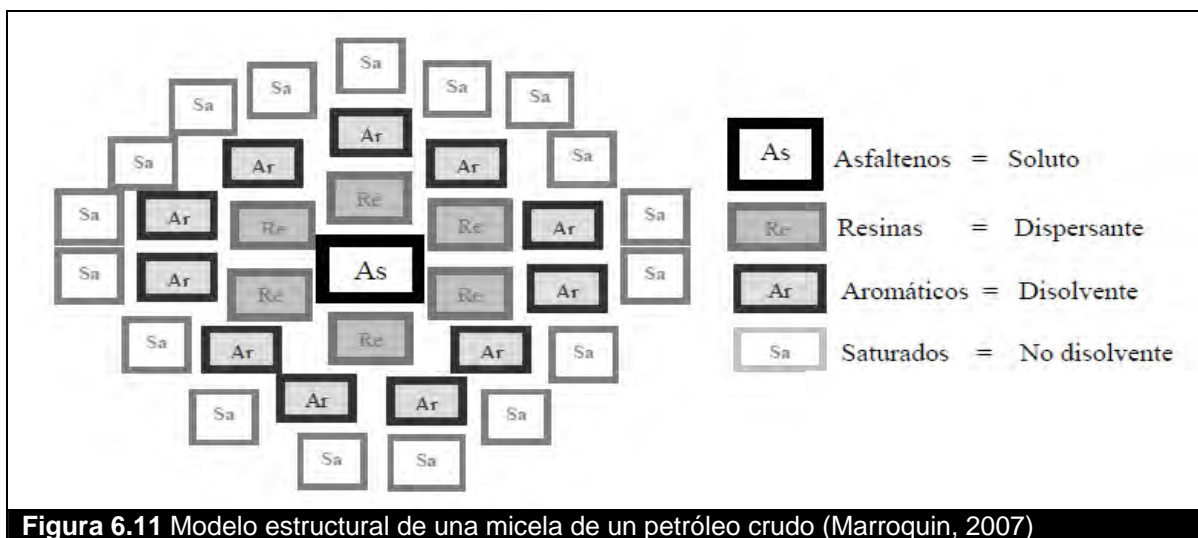 Sa
Sa Sa
Sa Sa
Ar
Sa Ar Ar Sa
Re
Sa Ar Re Re Ar Sa
As
Sa Ar Re Re Ar Sa
Sa Ar Re Ar Sa
Sa Ar Ar Sa
Sa Sa
As Asfaltenos = Soluto
Re Resinas = Dispersante
Ar Aromáticos = Disolvente
Sa Saturados = No disolvente
Figura 6.11 Modelo estructural de una micela de un petróleo crudo (Marroquin, 2007)